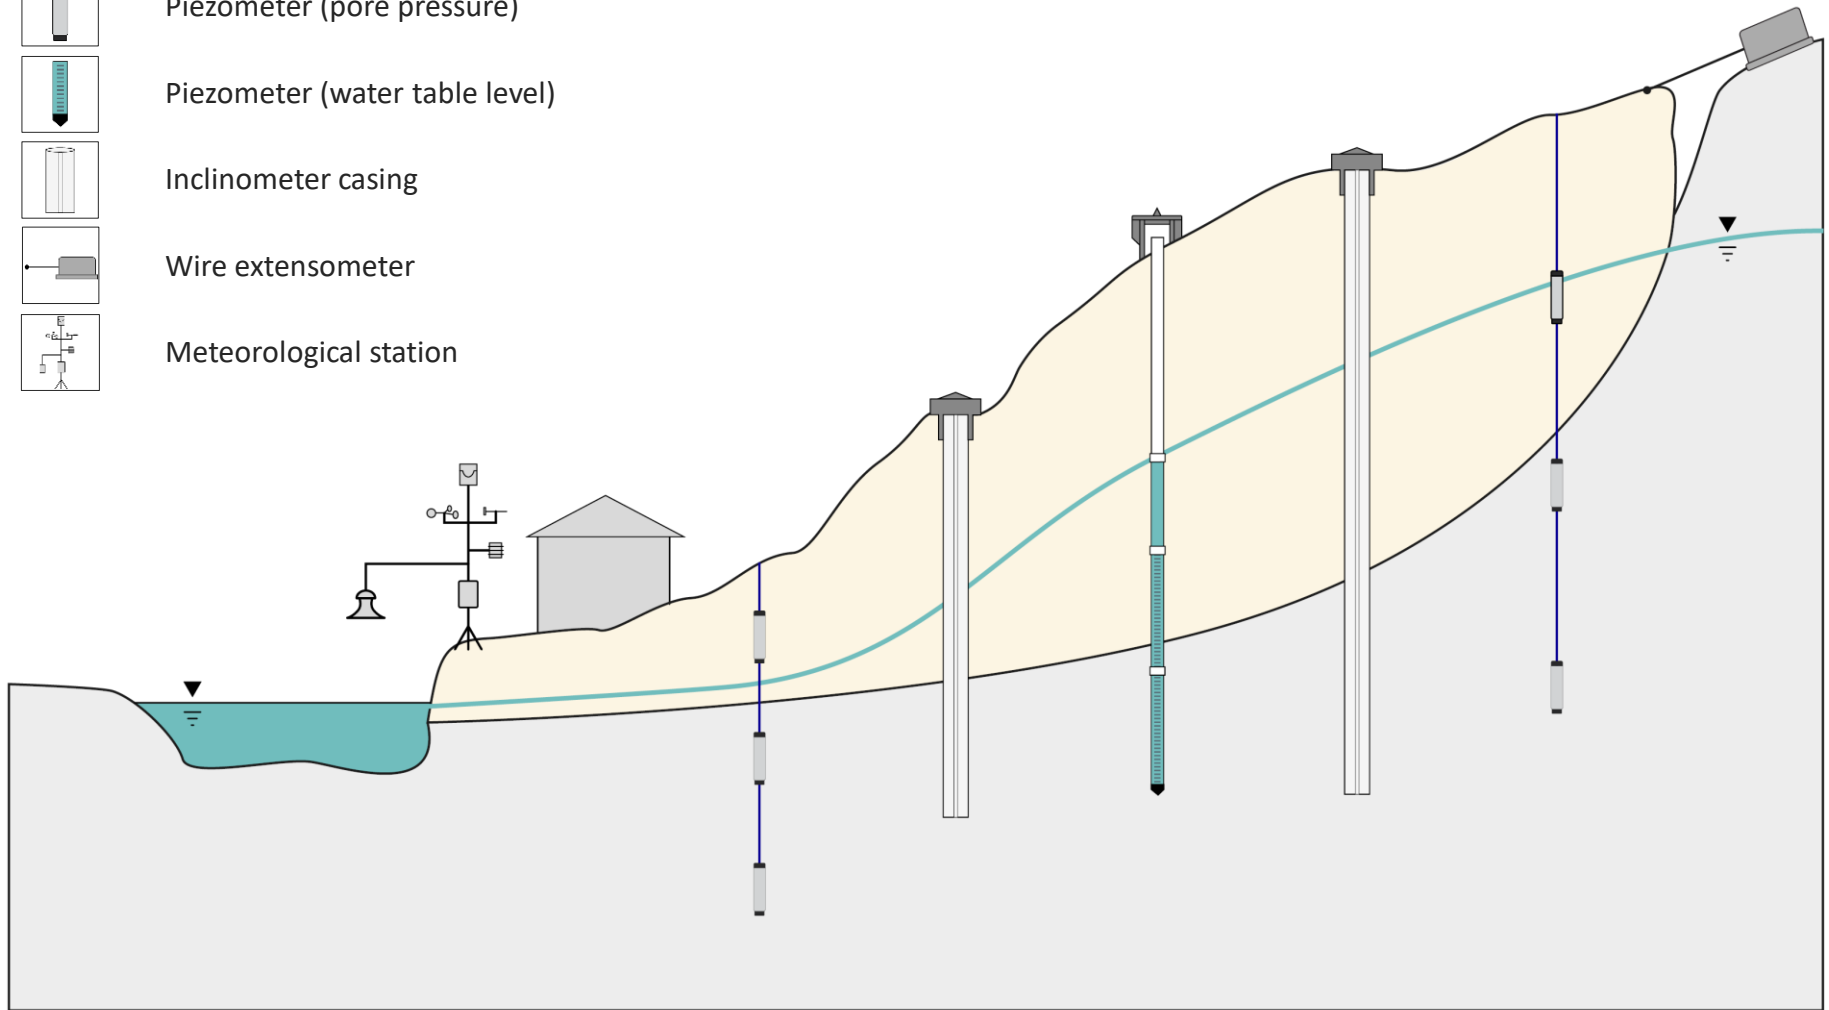 Piezometer (pore pressure)
Piezometer (water table level)
Inclinometer casing
Wire extensometer
Meteorological station